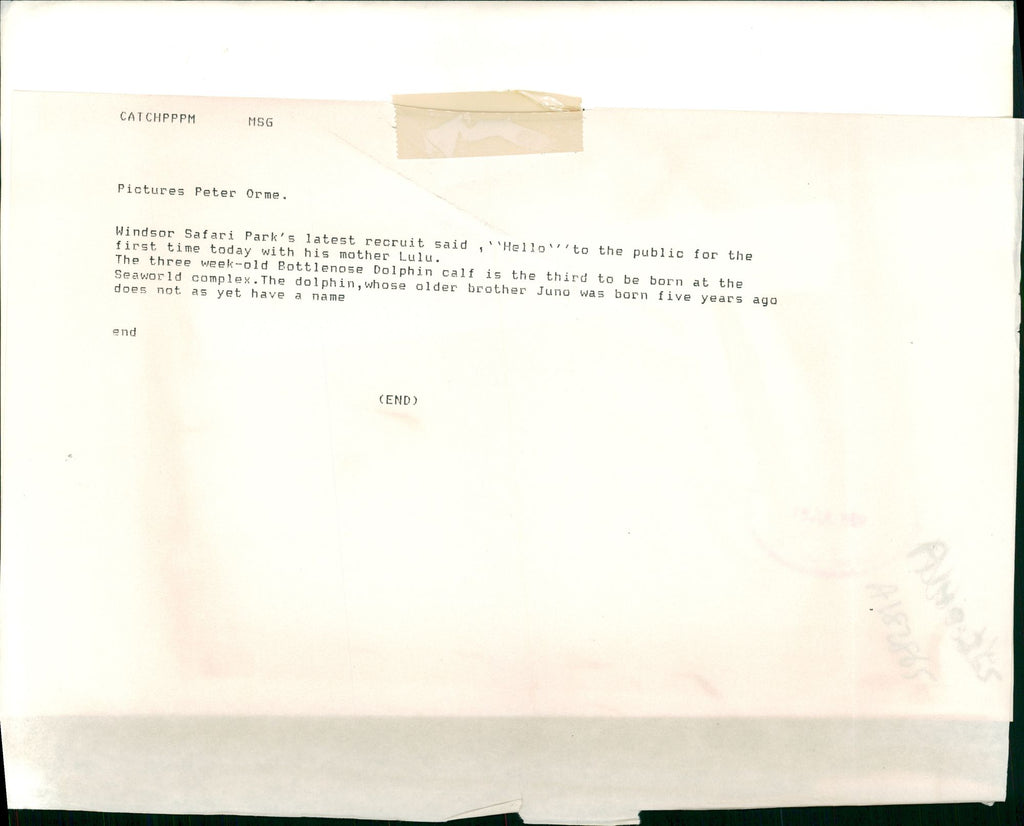 CATCHPPPM MSG
Pictures Peter Orme.
Windsor Safari Park's latest recruit said ,``Hello```to the public for the
first time today with his mother Lulu.
The three week-old Bottlenose Dolphin calf is the third to be born at the
Seaworld complex.The dolphin,whose older brother Juno was born five years ago
does not as yet have a name
end
(END)
A182865